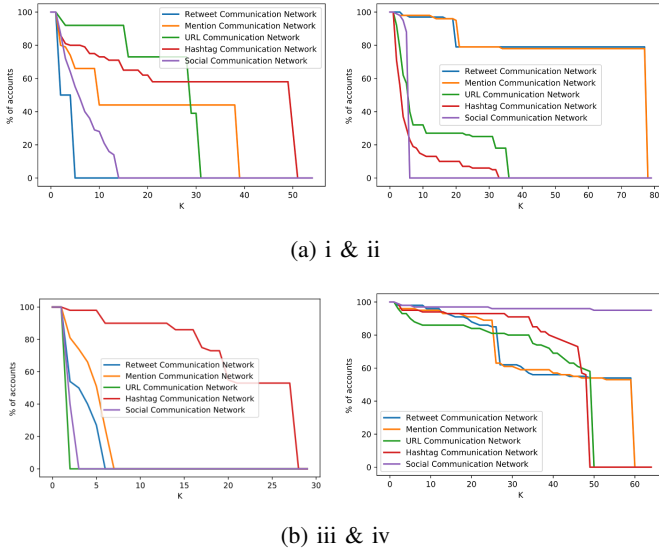 100
80
60
40
20
0
% of accounts
0 10 20 30 40 50
K
Retweet Communication Network
Mention Communication Network
URL Communication Network
Hashtag Communication Network
Social Communication Network
100
80
60
40
20
0
% of accounts
0 10 20 30 40 50 60 70 80
K
Retweet Communication Network
Mention Communication Network
URL Communication Network
Hashtag Communication Network
Social Communication Network
(a) i & ii
100
80
60
40
20
0
% of accounts
0 5 10 15 20 25 30
K
Retweet Communication Network
Mention Communication Network
URL Communication Network
Hashtag Communication Network
Social Communication Network
100
80
60
40
20
0
% of accounts
0 10 20 30 40 50 60
K
Retweet Communication Network
Mention Communication Network
URL Communication Network
Hashtag Communication Network
Social Communication Network
(b) iii & iv